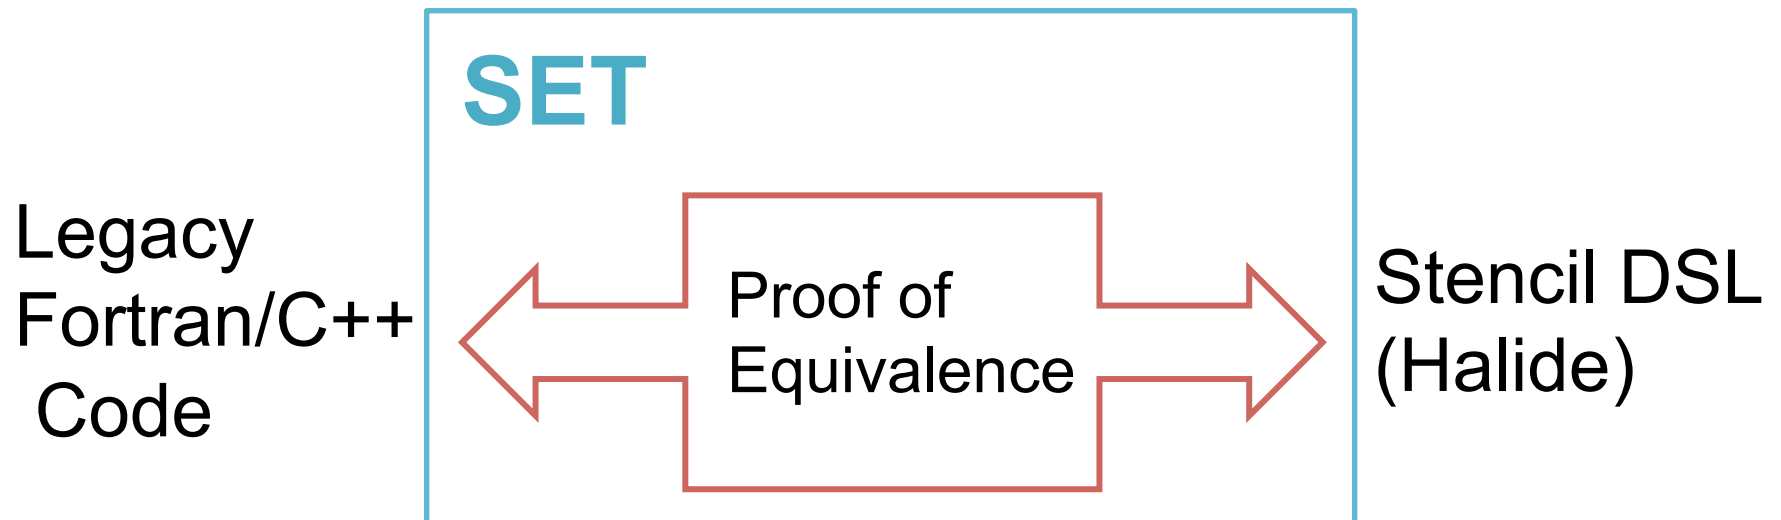 SET
Legacy
Fortran/C++
Code
Proof of
Equivalence
Stencil DSL
(Halide)